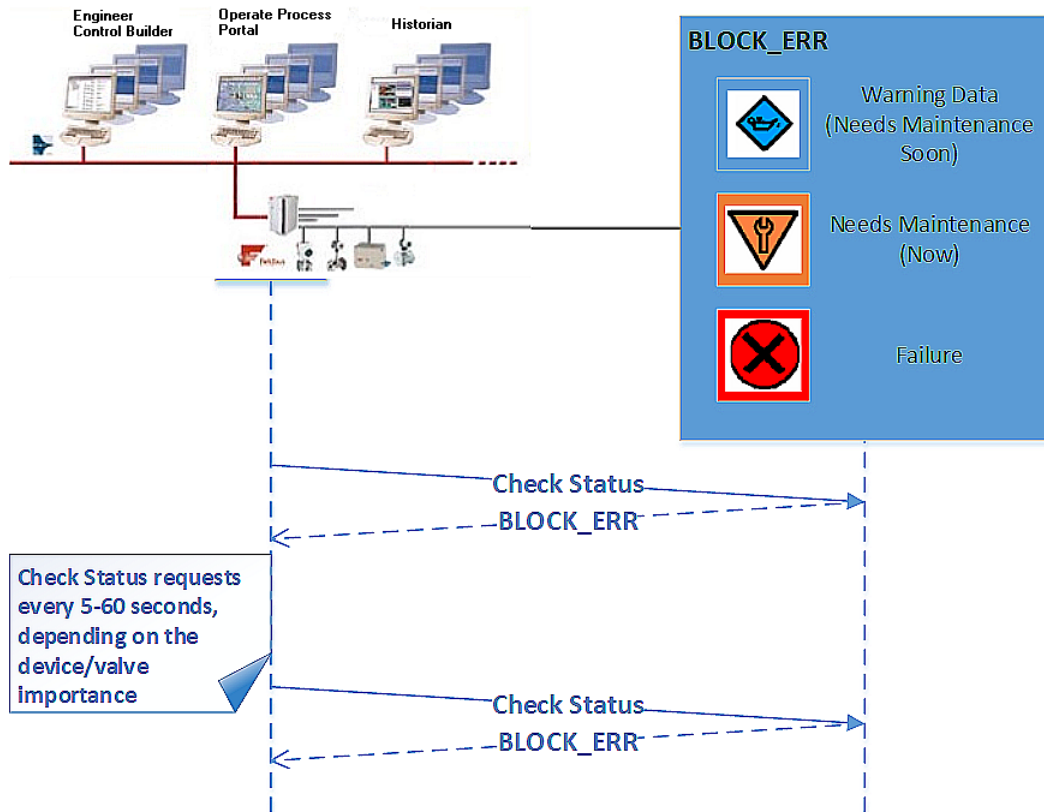 Engineer
Control Builder
Operate Process
Portal
Historian
BLOCK_ERR
Warning Data
(Needs Maintenance
Soon)
Needs Maintenance
(Now)
Failure
Check Status
BLOCK_ERR
Check Status requests
every 5-60 seconds,
depending on the
device/valve
importance
Check Status
BLOCK_ERR